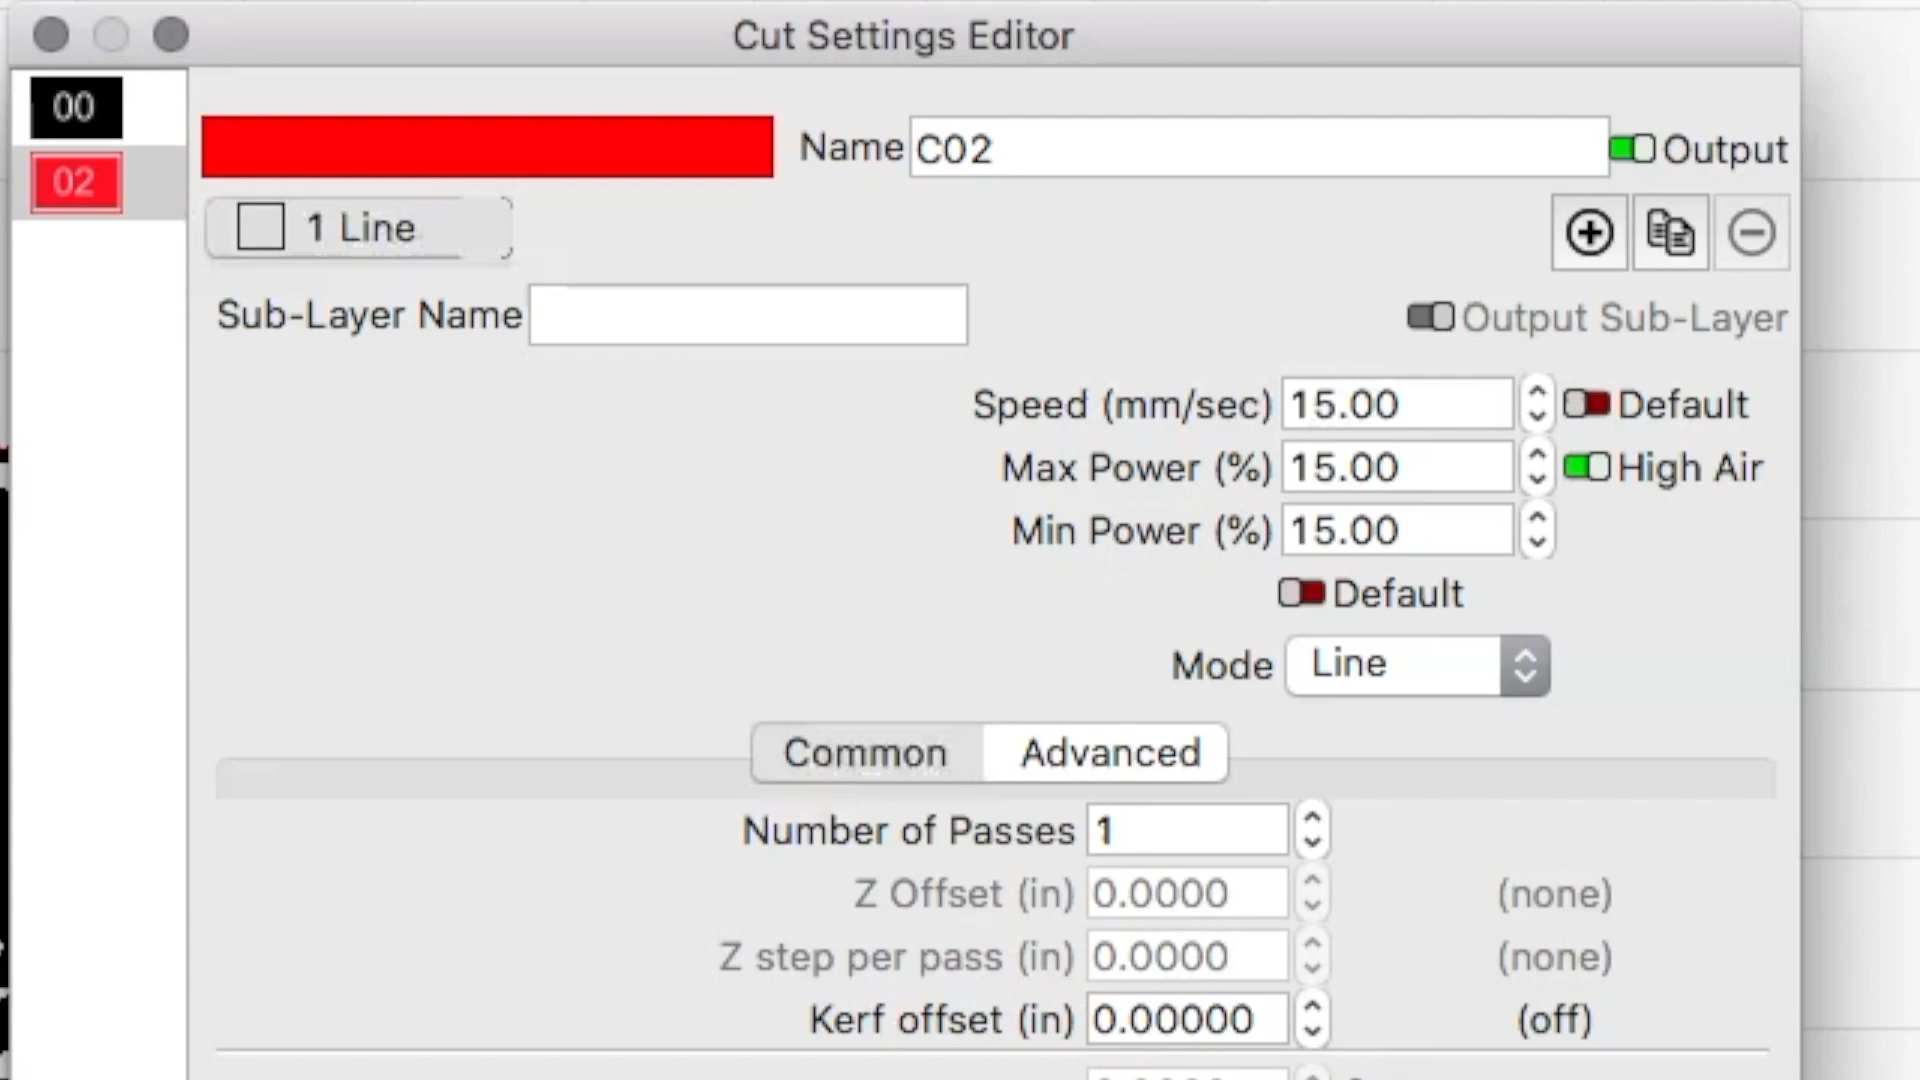 Cut Settings Editor
00
02
Name C02 Output
1 Line
Sub-Layer Name Output Sub-Layer
Speed (mm/sec) 15.00 Default
Max Power (%) 15.00 High Air
Min Power (%) 15.00
Default
Mode Line
Common Advanced
Number of Passes 1
Z Offset (in) 0.0000 (none)
Z step per pass (in) 0.0000 (none)
Kerf offset (in) 0.00000 (off)